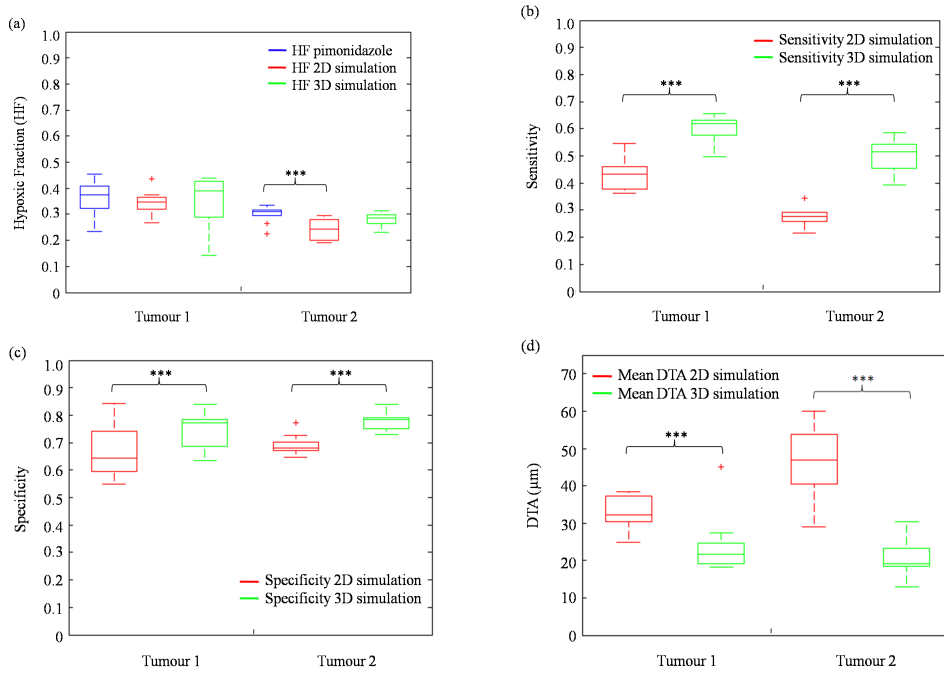 (a)
1.0
0.9
0.8
0.7
0.6
0.5
0.4
0.3
0.2
0.1
0
Hypoxic Fraction (HF)
HF pimonidazole
HF 2D simulation
HF 3D simulation
***
Tumour 1
Tumour 2
(b)
1.0
0.9
0.8
0.7
0.6
0.5
0.4
0.3
0.2
0.1
0
Sensitivity
Sensitivity 2D simulation
Sensitivity 3D simulation
***
***
Tumour 1
Tumour 2
(c)
1.0
0.9
0.8
0.7
0.6
0.5
0.4
0.3
0.2
0.1
0
Specificity
***
***
Specificity 2D simulation
Specificity 3D simulation
Tumour 1
Tumour 2
(d)
70
60
50
40
30
20
10
0
DTA (µm)
Mean DTA 2D simulation
Mean DTA 3D simulation
***
***
Tumour 1
Tumour 2